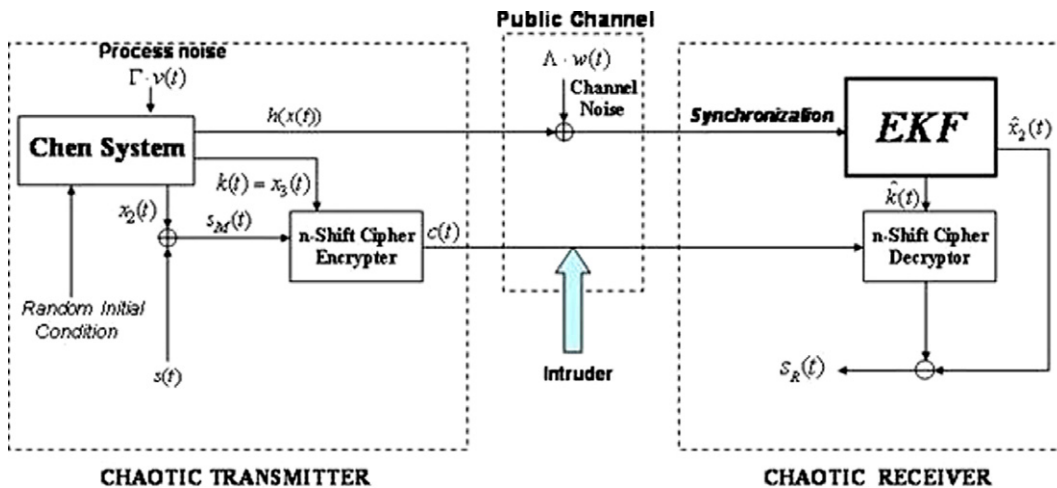 Public Channel
Process noise
Γ · v(t)
Λ · w(t)
Channel
Noise
h(x(t))
Synchronization
EKF
x̂₂(t)
Chen System
k(t) = x₃(t)
k̂(t)
x₂(t)
s_M(t)
n-Shift Cipher
Encrypter
c(t)
n-Shift Cipher
Decryptor
Random Initial
Condition
s(t)
Intruder
s_R(t)
CHAOTIC TRANSMITTER
CHAOTIC RECEIVER